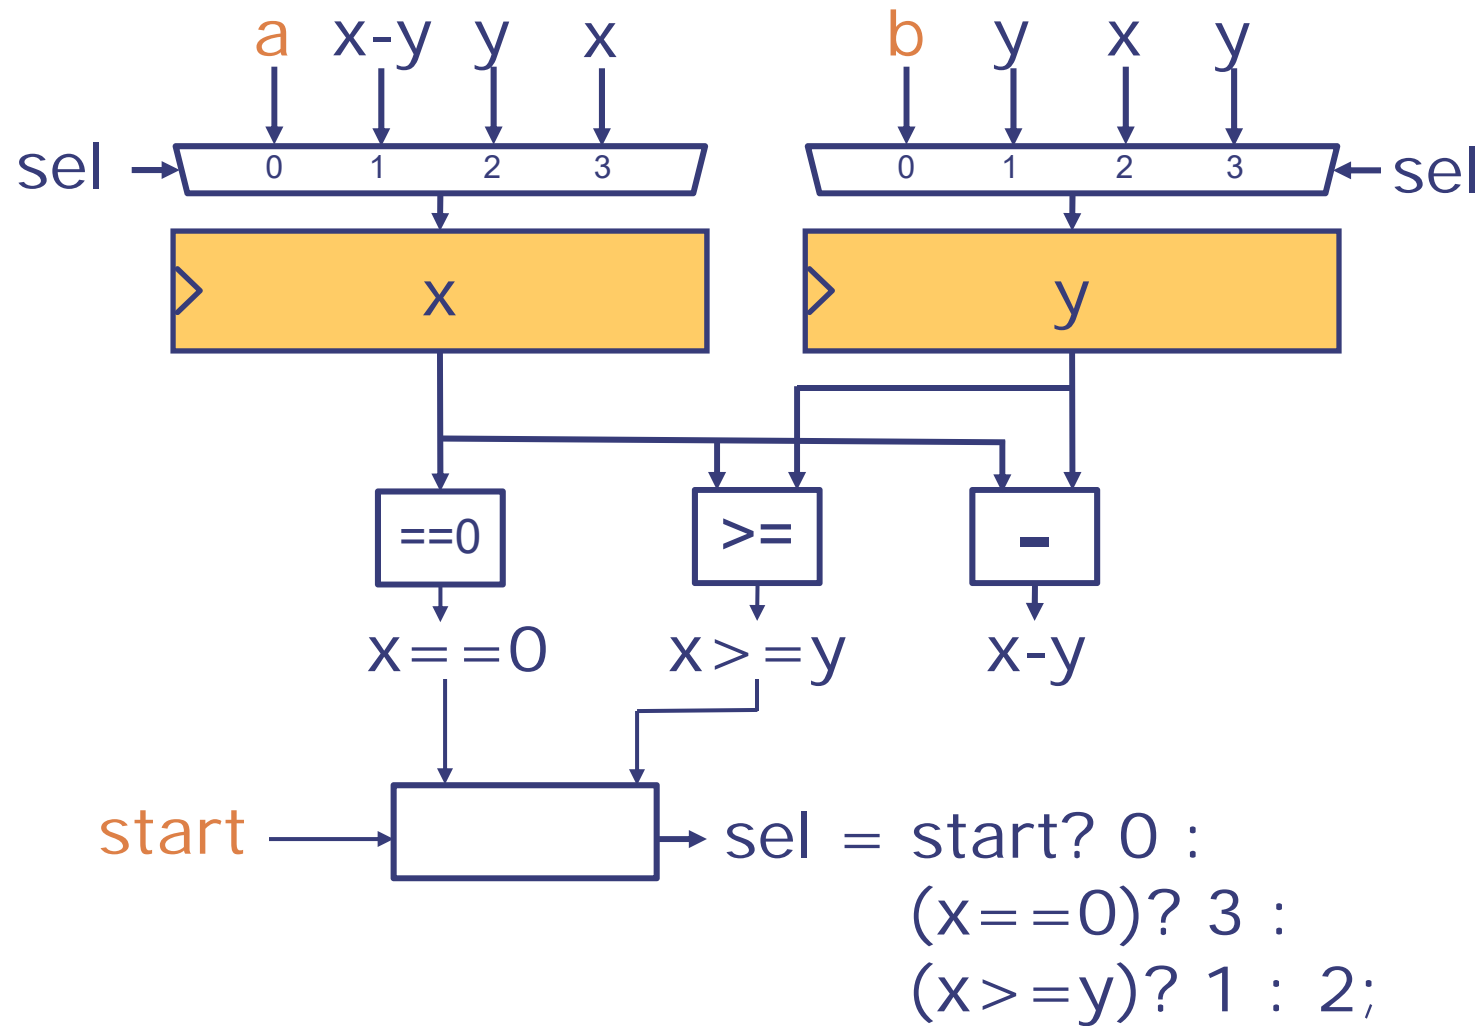 a x-y y x b y x y
sel 0 1 2 3 0 1 2 3 sel
x y
==0 >= -
x==0 x>=y x-y
start sel = start? 0 :
(x==0)? 3 :
(x>=y)? 1 : 2;